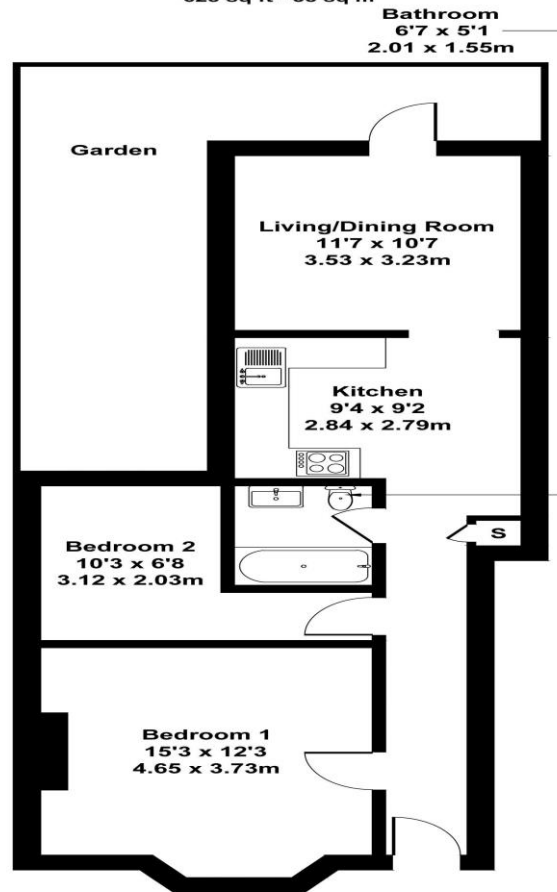 Bathroom
6'7 x 5'1
2.01 x 1.55m
Garden
Living/Dining Room
11'7 x 10'7
3.53 x 3.23m
Kitchen
9'4 x 9'2
2.84 x 2.79m
S
Bedroom 2
10'3 x 6'8
3.12 x 2.03m
Bedroom 1
15'3 x 12'3
4.65 x 3.73m